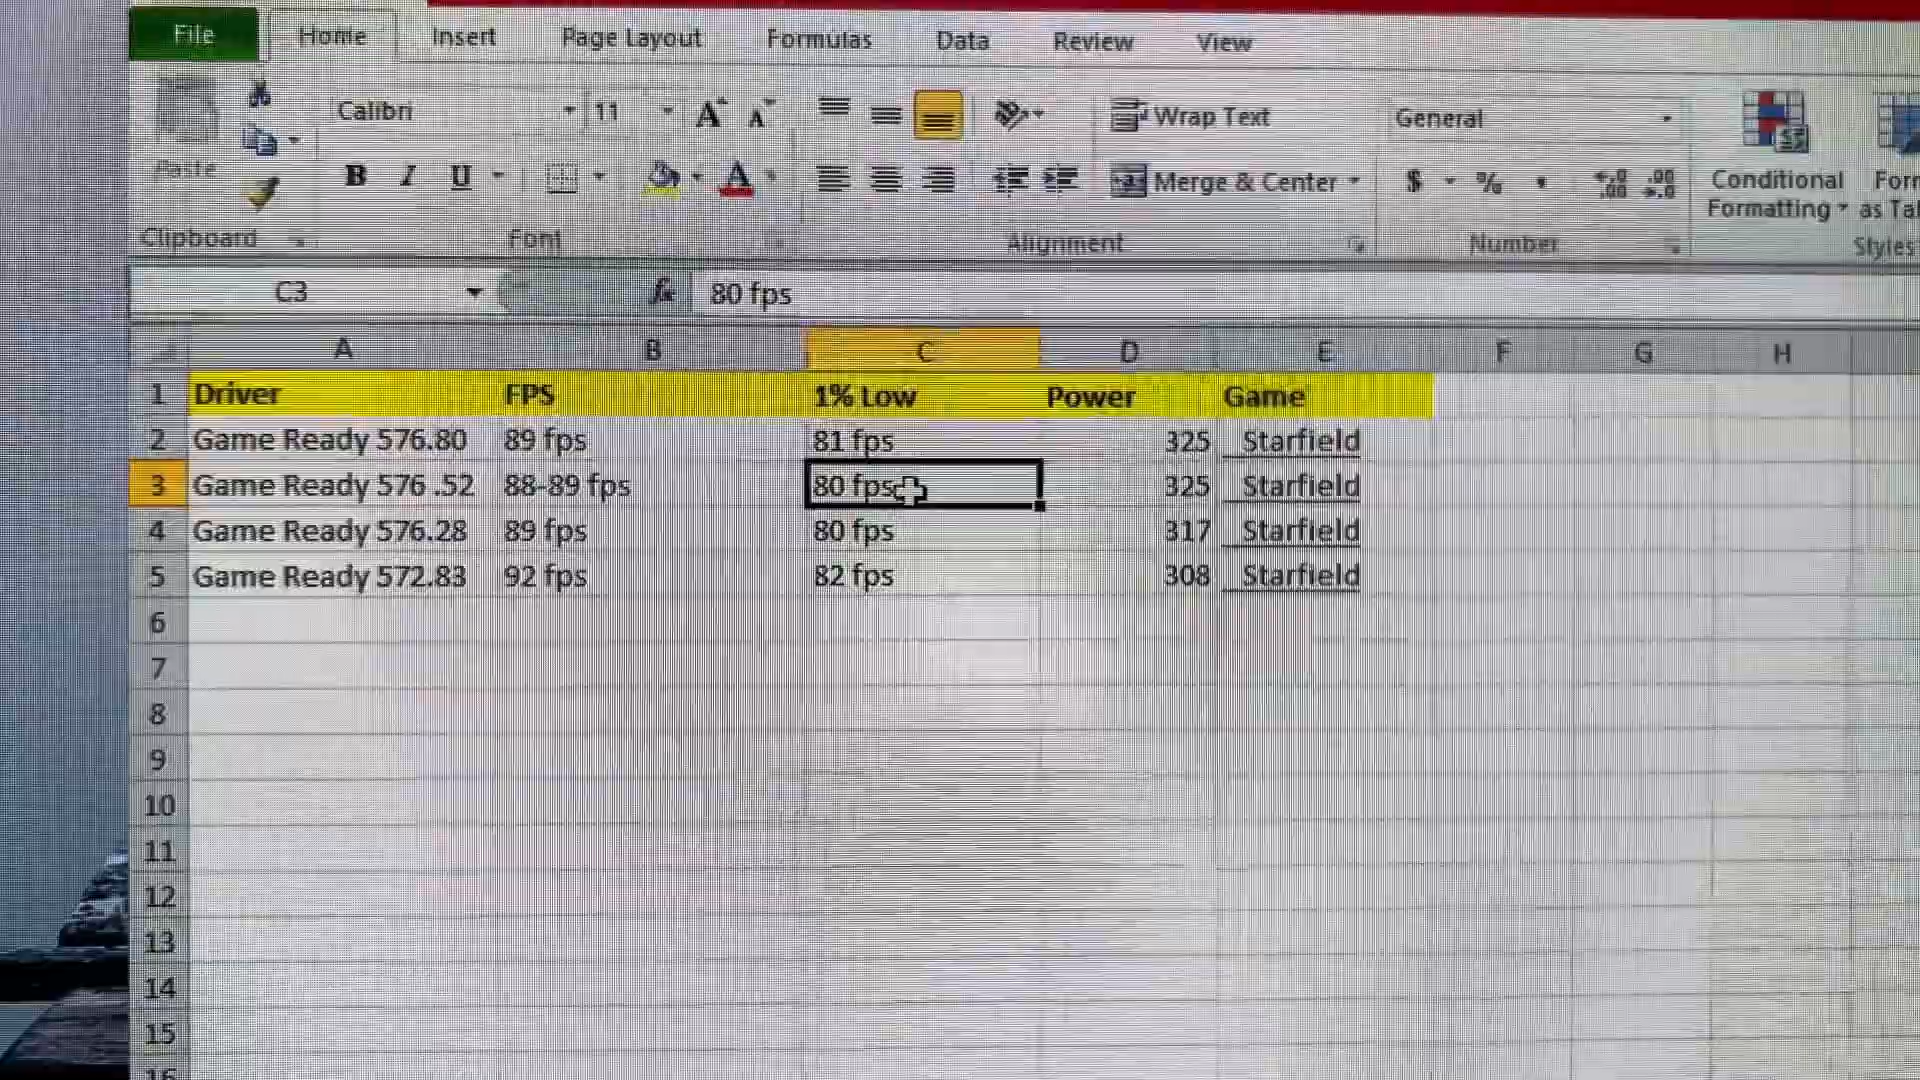 File Home Insert Page Layout Formulas Data Review View
Calibri 11 A A Wrap Text General
Paste B I U A Merge & Center $ % Conditional
Formatting
Clipboard Font Alignment Number Styles
C3 fx 80 fps
A B C D E F G H
1 Driver FPS 1% Low Power Game
2 Game Ready 576.80 89 fps 81 fps 325 Starfield
3 Game Ready 576 .52 88-89 fps 80 fps 325 Starfield
4 Game Ready 576.28 89 fps 80 fps 317 Starfield
5 Game Ready 572.83 92 fps 82 fps 308 Starfield
6
7
8
9
10
11
12
13
14
15
16